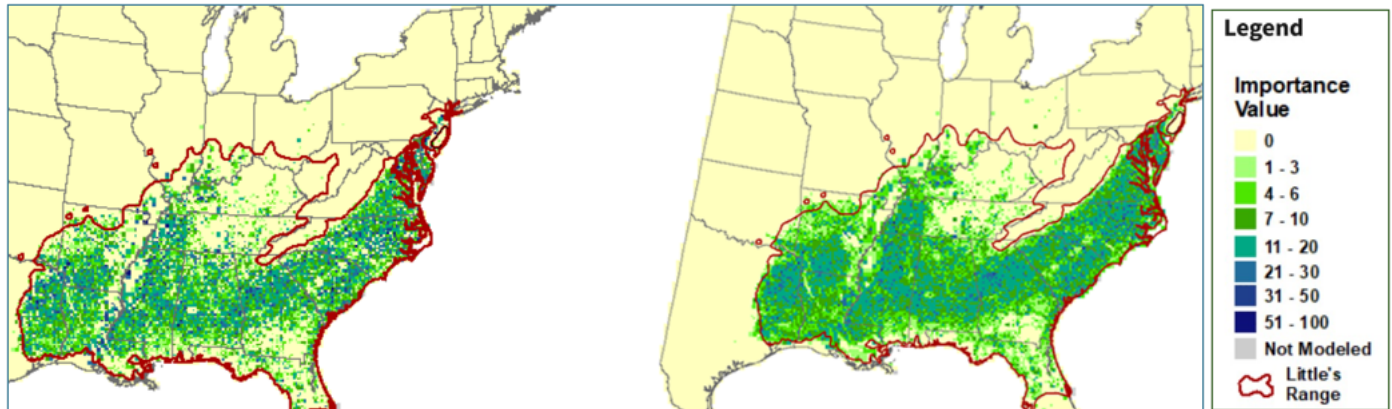 Legend
Importance
Value
0
1 - 3
4 - 6
7 - 10
11 - 20
21 - 30
31 - 50
51 - 100
Not Modeled
Little's
Range